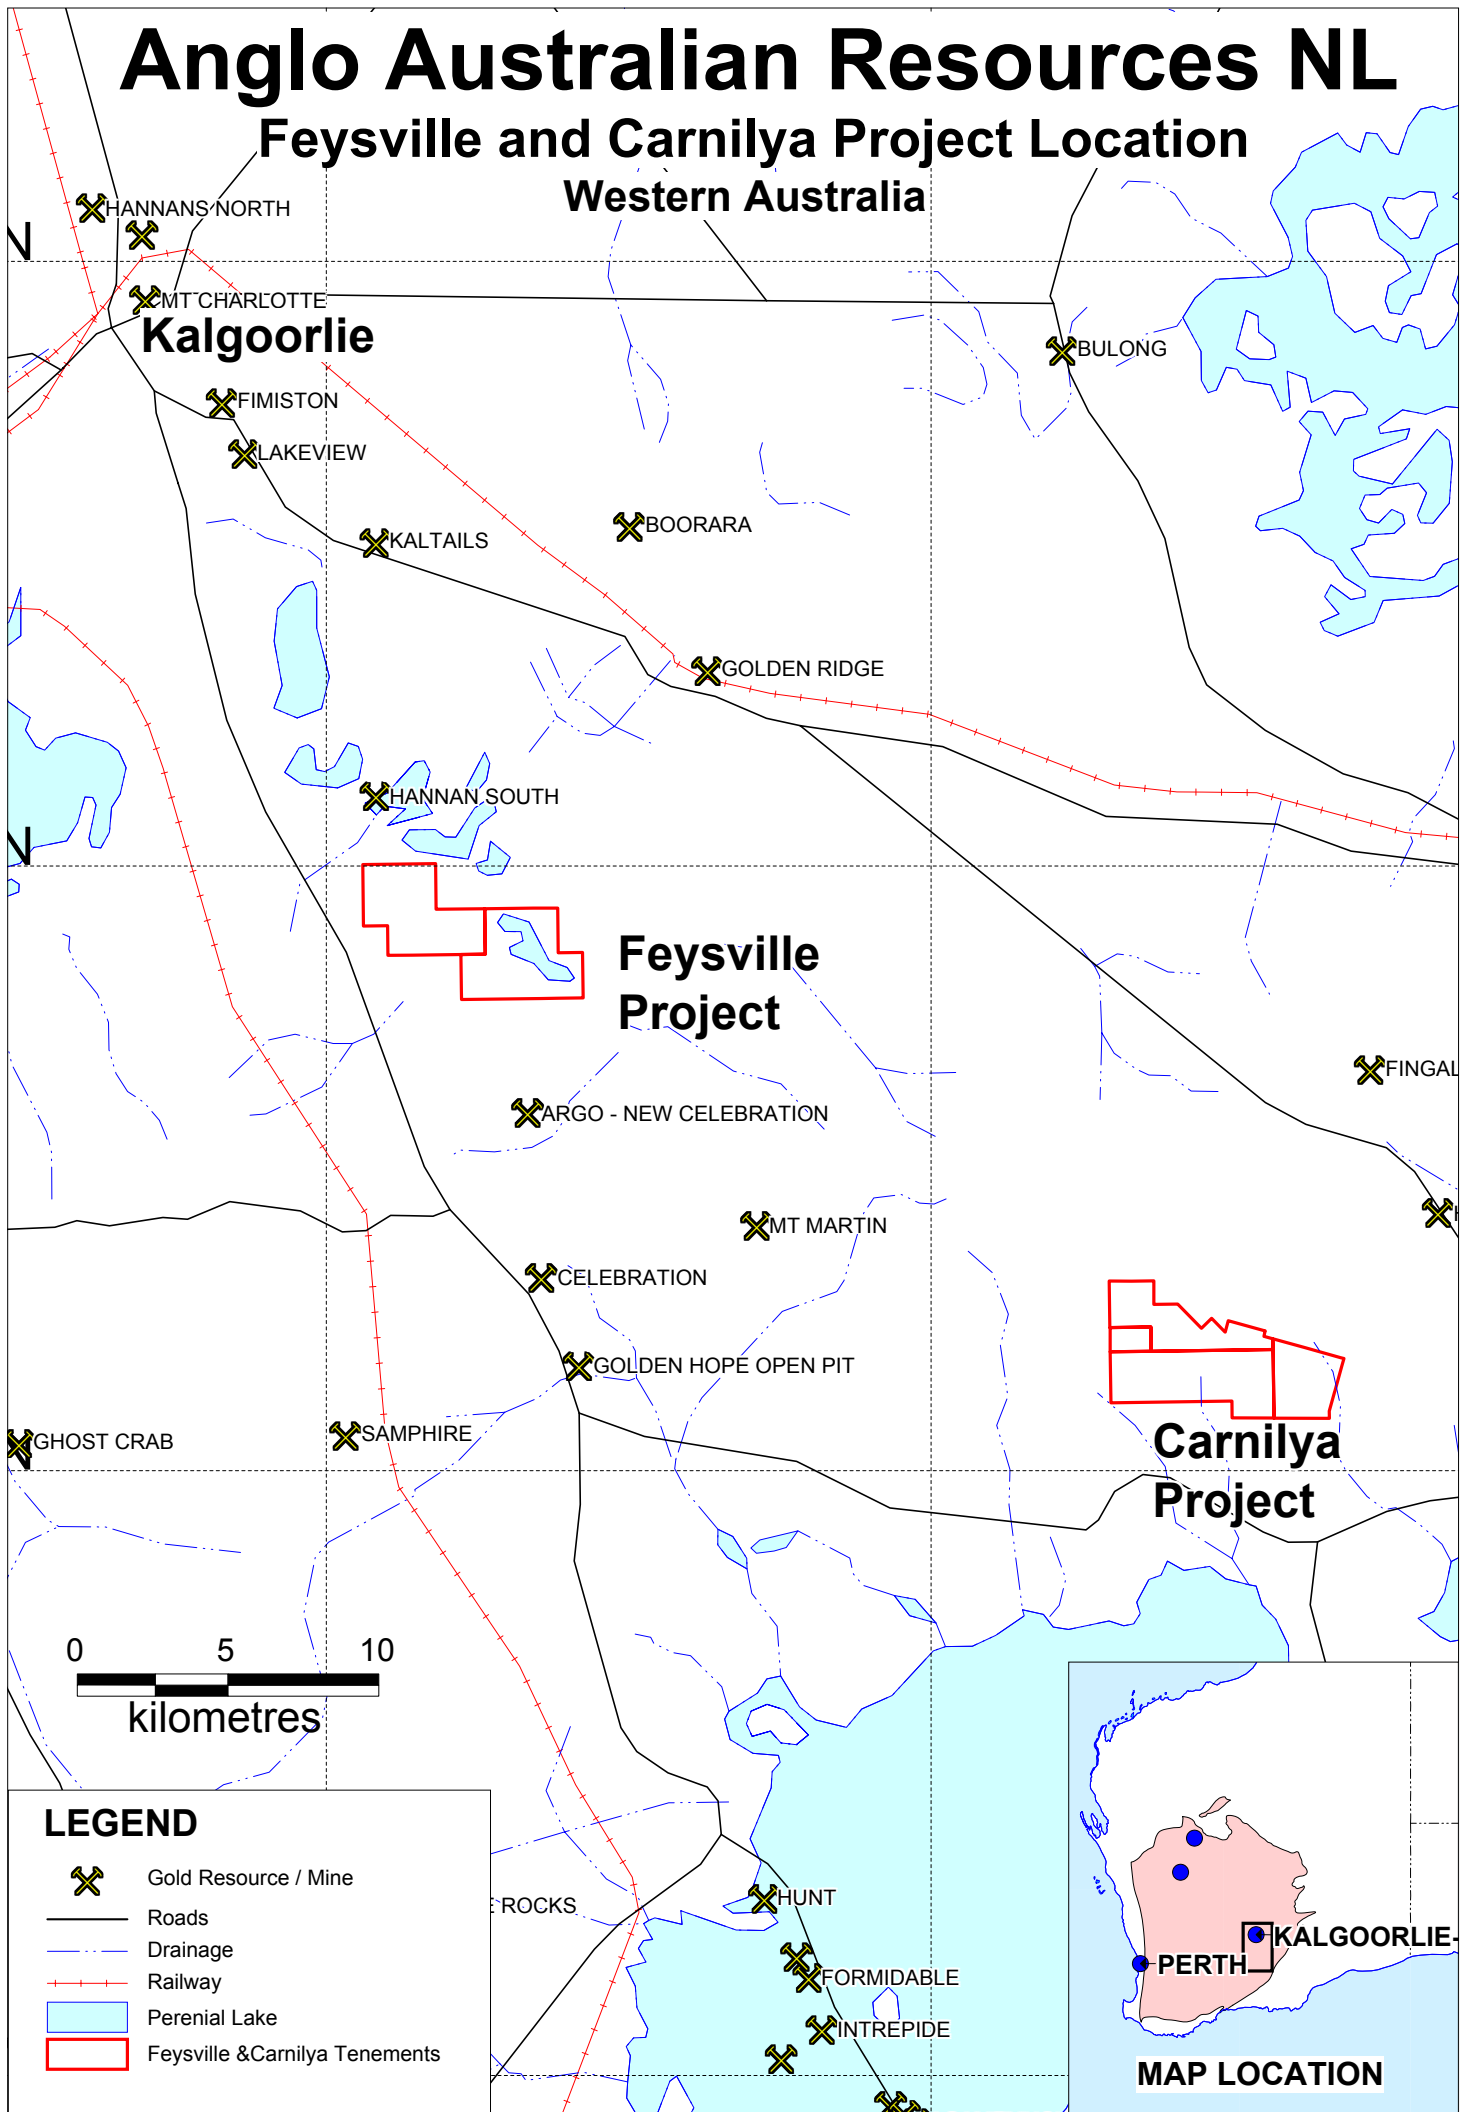 Anglo Australian Resources NL
Feysville and Carnilya Project Location
Western Australia
HANNANS NORTH
N
MT CHARLOTTE
Kalgoorlie
BULONG
FIMISTON
LAKEVIEW
BOORARA
KALTAILS
GOLDEN RIDGE
HANNAN SOUTH
N
Feysville
Project
FINGAL
ARGO - NEW CELEBRATION
MT MARTIN
CELEBRATION
GOLDEN HOPE OPEN PIT
GHOST CRAB
N
SAMPHIRE
Carnilya
Project
0 5 10
kilometres
LEGEND
Gold Resource / Mine
Roads
Drainage
Railway
Perenial Lake
Feysville &Carnilya Tenements
ROCKS
HUNT
FORMIDABLE
INTREPIDE
KALGOORLIE-
PERTH
MAP LOCATION